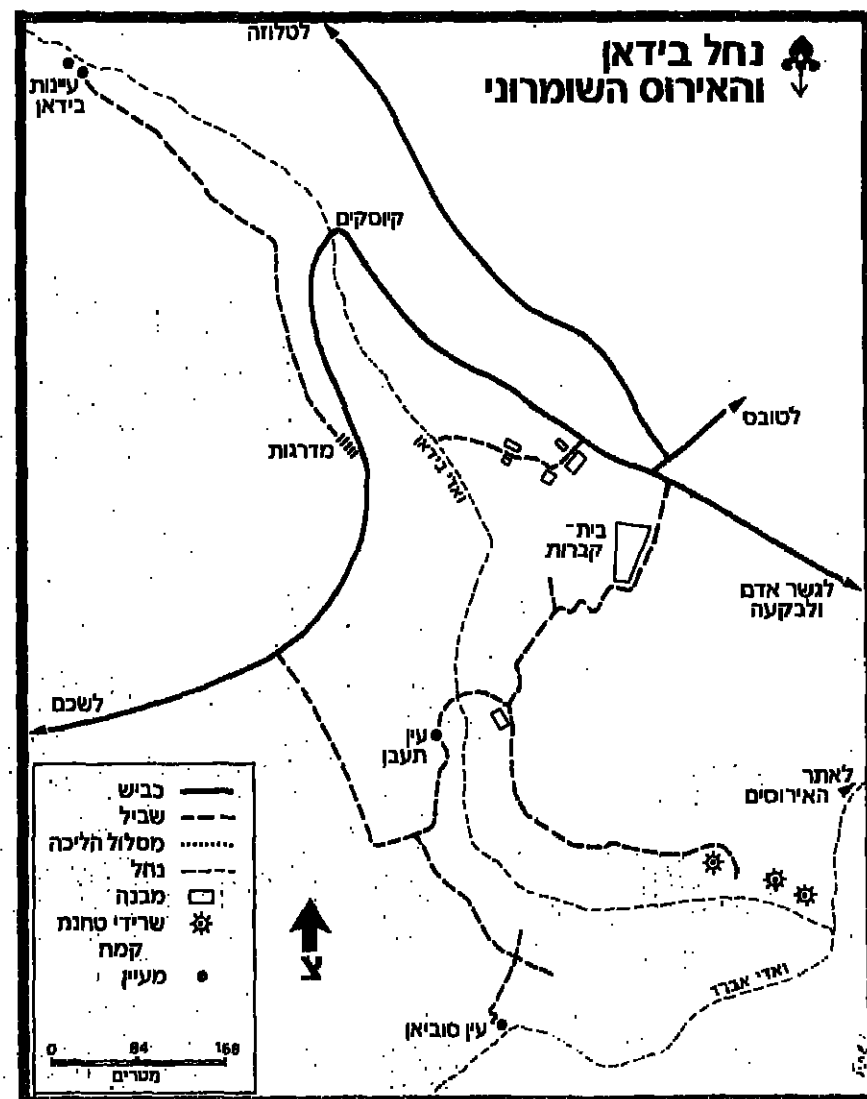 נחל בידאן
והאירוס השומרוני
לטלוזה
עיינות
בידאן
קיוסקים
לטובס
מדרגות
ואדי בידאן
בית־
קברות
לגשר אדם
ולבקעה
לשכם
עין
תעבן
לאתר
האירוסים
כביש
שביל
מסלול הליכה
נחל
מבנה
שרידי טחנת
קמח
מעיין
צ
ואדי אברד
עין סוביאן
0 84 168
מטרים